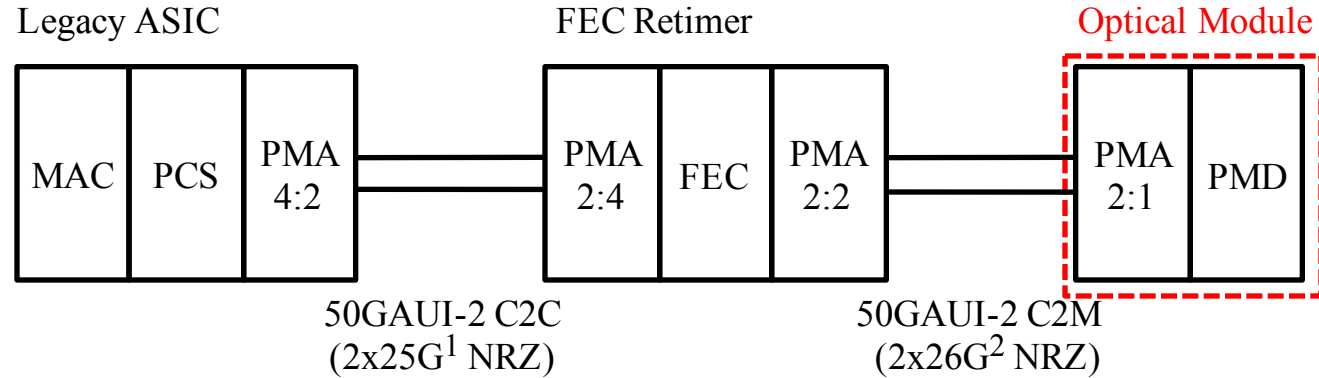 Legacy ASIC
FEC Retimer
Optical Module
MAC
PCS
PMA
4:2
PMA
2:4
FEC
PMA
2:2
PMA
2:1
PMD
50GAUI-2 C2C
(2x25G¹ NRZ)
50GAUI-2 C2M
(2x26G² NRZ)